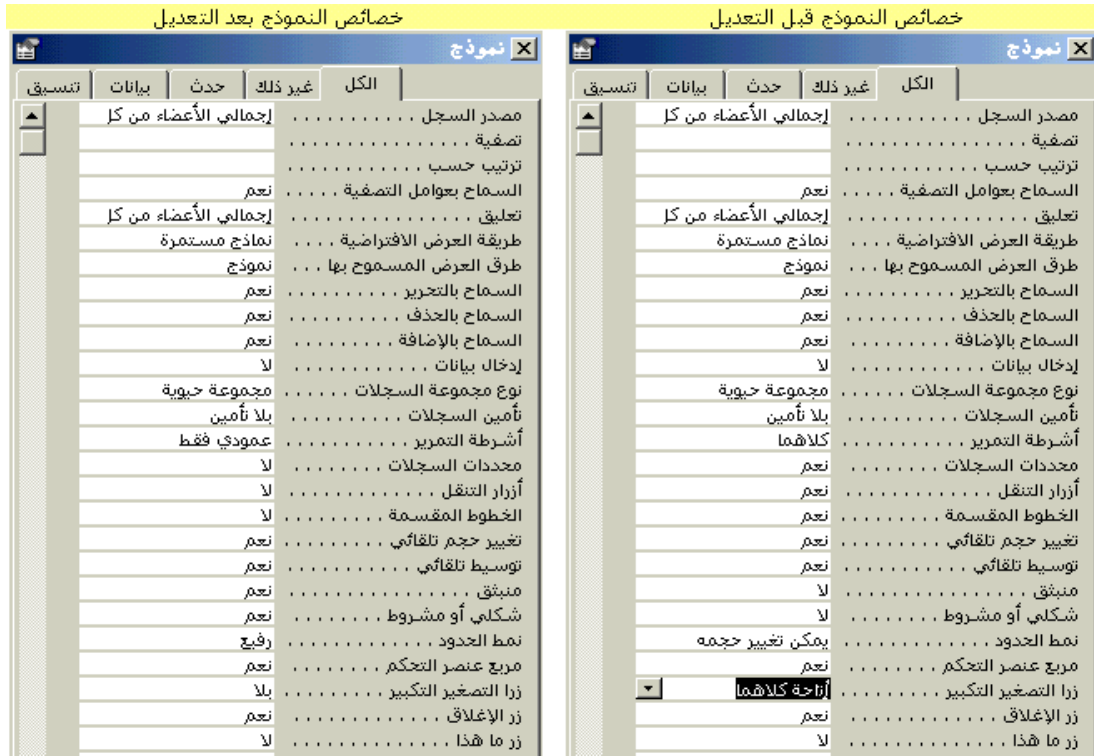 خصائص النموذج قبل التعديل
نموذج
الكل غير ذلك حدث بيانات تنسيق
مصدر السجل . . . . . . . . . . . إجمالي الأعضاء من كل
تصفية . . . . . . . . . . . . . . . .
ترتيب حسب . . . . . . . . . . . . .
السماح بعوامل التصفية . . . . . نعم
تعليق . . . . . . . . . . . . . . . . إجمالي الأعضاء من كل
طريقة العرض الافتراضية . . . . نماذج مستمرة
طرق العرض المسموح بها . . . نموذج
السماح بالتحرير . . . . . . . . . . نعم
السماح بالحذف . . . . . . . . . . نعم
السماح بالإضافة . . . . . . . . . نعم
إدخال بيانات . . . . . . . . . . . . لا
نوع مجموعة السجلات . . . . . . مجموعة حيوية
تأمين السجلات . . . . . . . . . . بلا تأمين
أشرطة التمرير . . . . . . . . . . . كلاهما
محددات السجلات . . . . . . . . نعم
أزرار التنقل . . . . . . . . . . . . . نعم
الخطوط المقسمة . . . . . . . . . نعم
تغيير حجم تلقائي . . . . . . . . . نعم
توسيط تلقائي . . . . . . . . . . . نعم
منبثق . . . . . . . . . . . . . . . . لا
شكلي أو مشروط . . . . . . . . . لا
نمط الحدود . . . . . . . . . . . . يمكن تغيير حجمه
مربع عنصر التحكم . . . . . . . . نعم
زرا التصغير التكبير . . . . . . . . . إتاحة كلاهما
زر الإغلاق . . . . . . . . . . . . . نعم
زر ما هذا . . . . . . . . . . . . . . لا
خصائص النموذج بعد التعديل
نموذج
الكل غير ذلك حدث بيانات تنسيق
مصدر السجل . . . . . . . . . . . إجمالي الأعضاء من كل
تصفية . . . . . . . . . . . . . . . .
ترتيب حسب . . . . . . . . . . . . .
السماح بعوامل التصفية . . . . . نعم
تعليق . . . . . . . . . . . . . . . . إجمالي الأعضاء من كل
طريقة العرض الافتراضية . . . . نماذج مستمرة
طرق العرض المسموح بها . . . نموذج
السماح بالتحرير . . . . . . . . . . نعم
السماح بالحذف . . . . . . . . . . نعم
السماح بالإضافة . . . . . . . . . نعم
إدخال بيانات . . . . . . . . . . . . لا
نوع مجموعة السجلات . . . . . . مجموعة حيوية
تأمين السجلات . . . . . . . . . . بلا تأمين
أشرطة التمرير . . . . . . . . . . . عمودي فقط
محددات السجلات . . . . . . . . لا
أزرار التنقل . . . . . . . . . . . . . لا
الخطوط المقسمة . . . . . . . . . لا
تغيير حجم تلقائي . . . . . . . . . نعم
توسيط تلقائي . . . . . . . . . . . نعم
منبثق . . . . . . . . . . . . . . . . نعم
شكلي أو مشروط . . . . . . . . . نعم
نمط الحدود . . . . . . . . . . . . رفيع
مربع عنصر التحكم . . . . . . . . نعم
زرا التصغير التكبير . . . . . . . . . بلا
زر الإغلاق . . . . . . . . . . . . . نعم
زر ما هذا . . . . . . . . . . . . . . لا